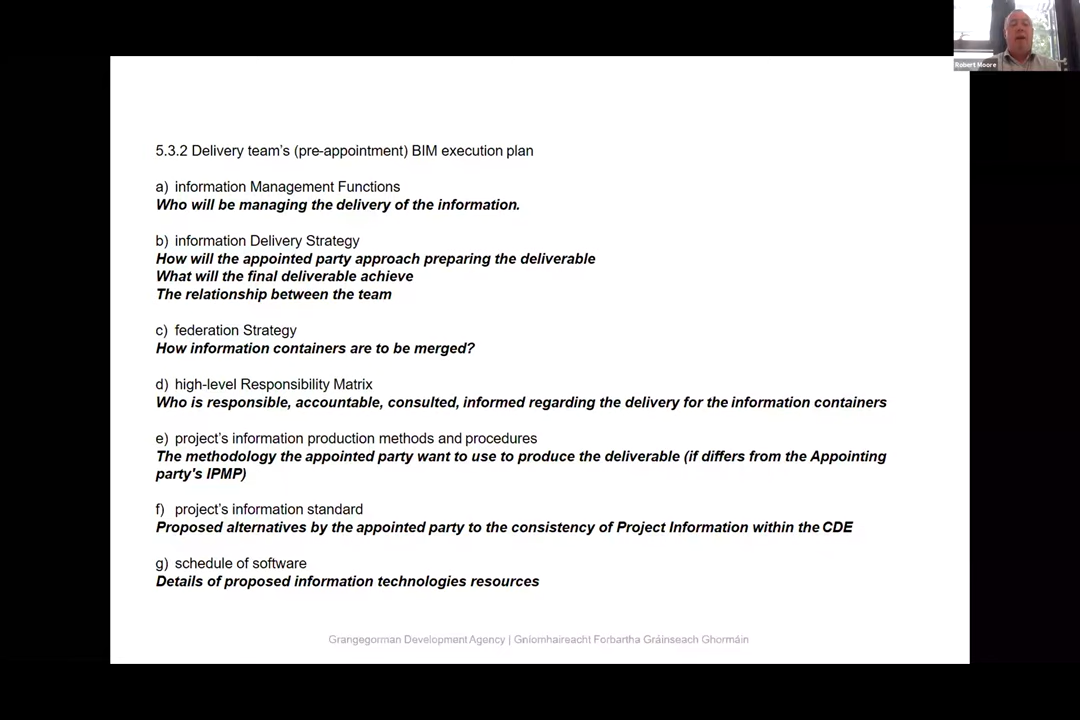 Robert Moore
5.3.2 Delivery team's (pre-appointment) BIM execution plan
a) information Management Functions
Who will be managing the delivery of the information.
b) information Delivery Strategy
How will the appointed party approach preparing the deliverable
What will the final deliverable achieve
The relationship between the team
c) federation Strategy
How information containers are to be merged?
d) high-level Responsibility Matrix
Who is responsible, accountable, consulted, informed regarding the delivery for the information containers
e) project's information production methods and procedures
The methodology the appointed party want to use to produce the deliverable (if differs from the Appointing
party's IPMP)
f) project's information standard
Proposed alternatives by the appointed party to the consistency of Project Information within the CDE
g) schedule of software
Details of proposed information technologies resources
Grangegorman Development Agency | Gníomhaireacht Forbartha Gráinseach Ghormáin